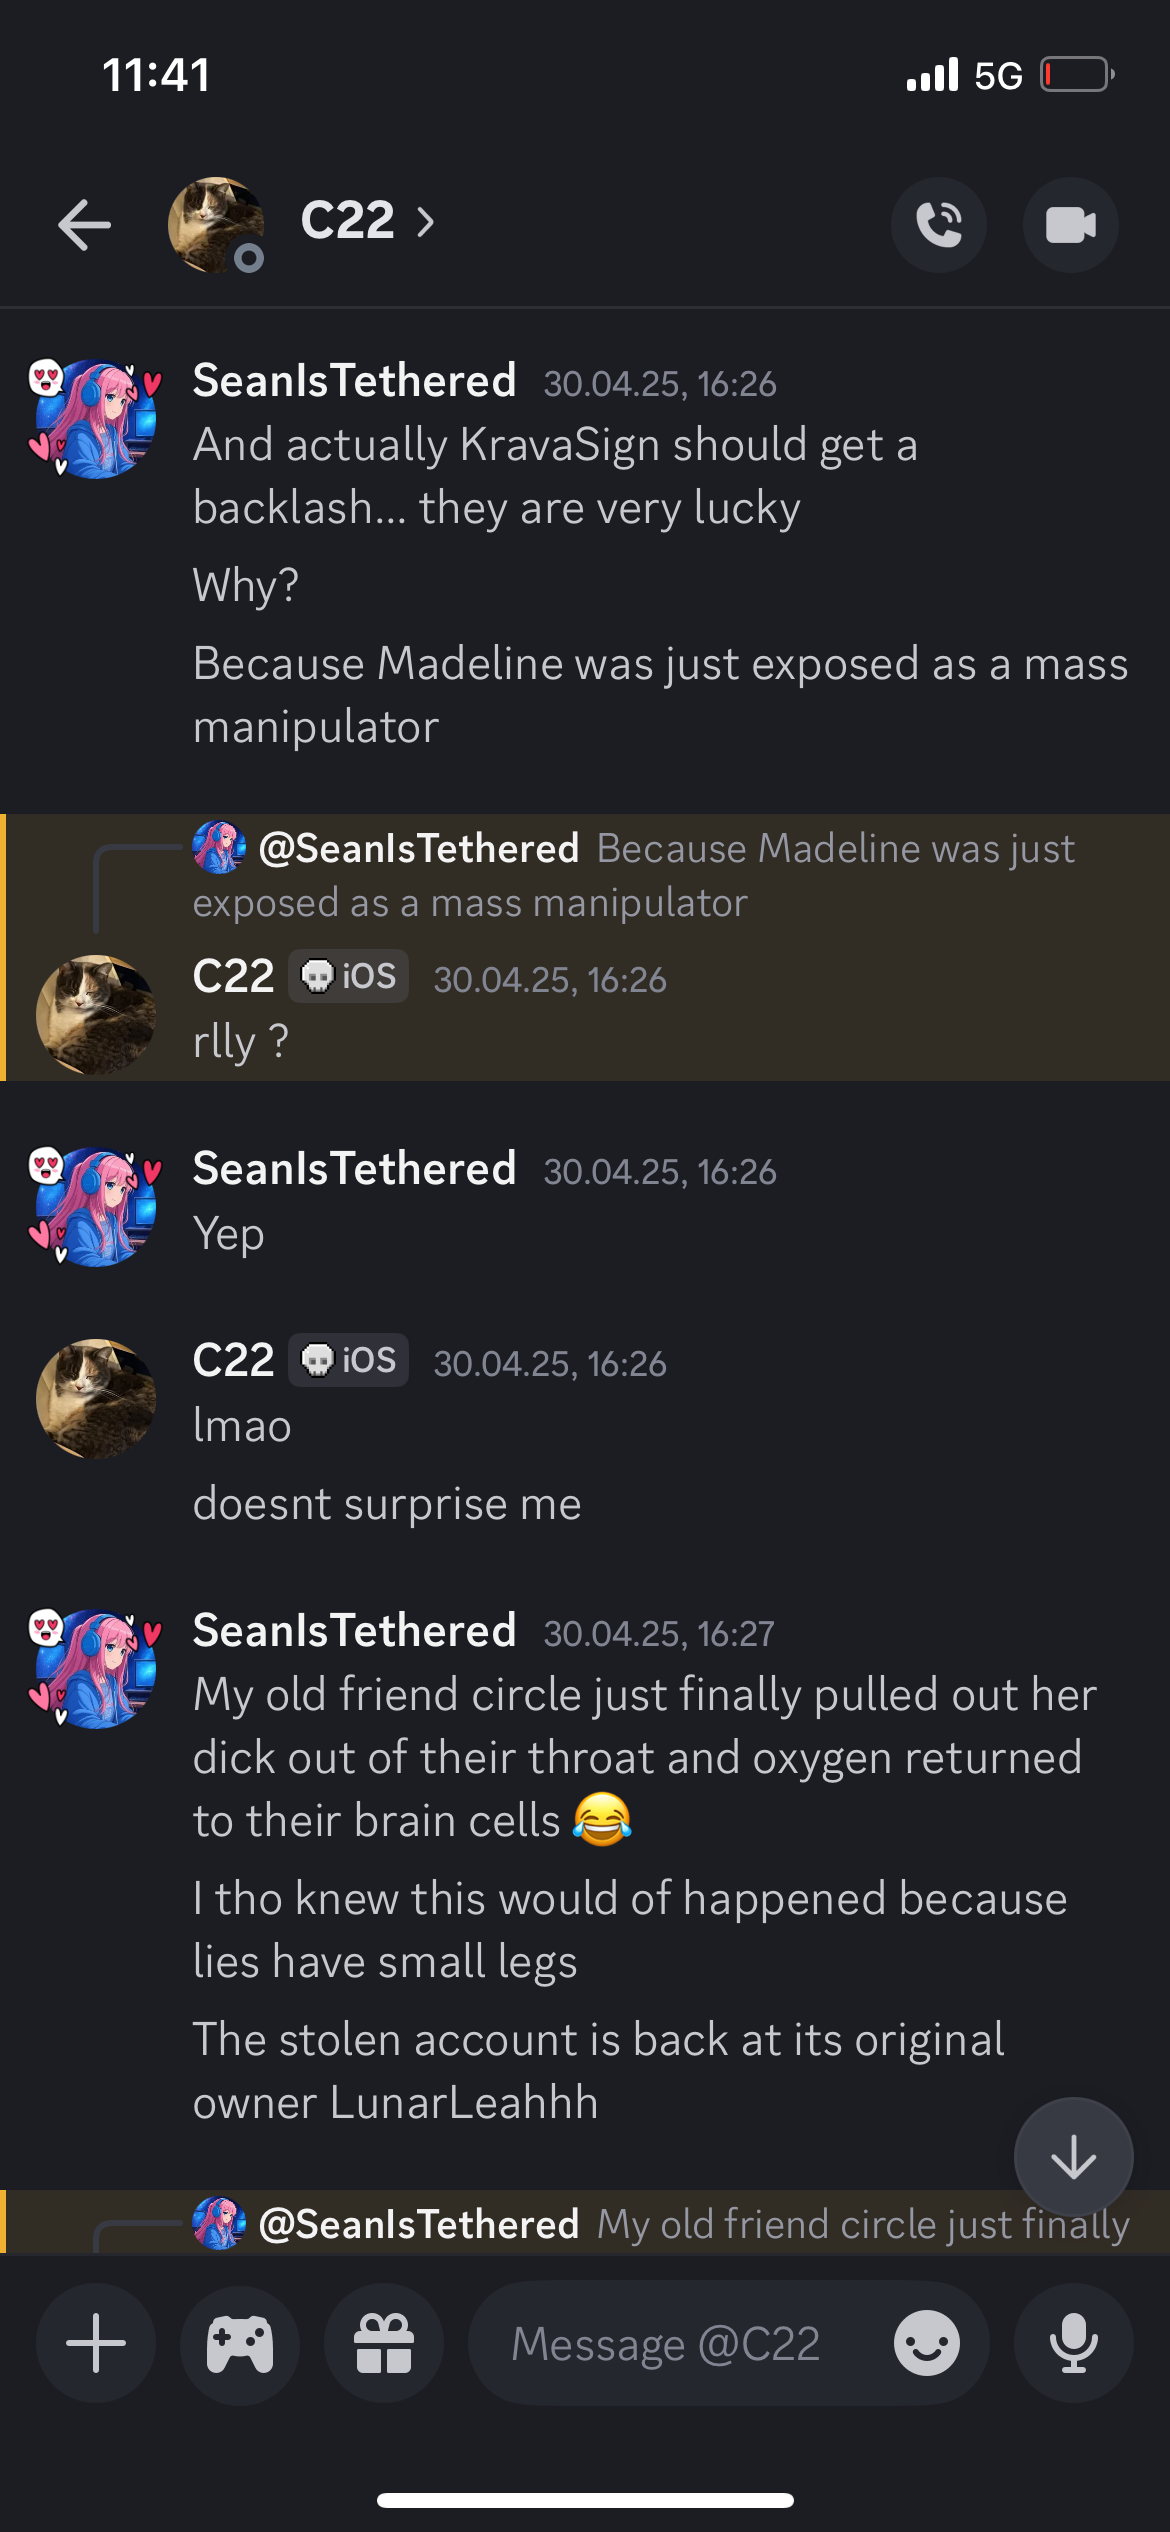 11:41
5G
C22
SeanIsTethered 30.04.25, 16:26
And actually KravaSign should get a
backlash... they are very lucky
Why?
Because Madeline was just exposed as a mass
manipulator
@SeanIsTethered Because Madeline was just
exposed as a mass manipulator
C22 iOS 30.04.25, 16:26
rlly ?
SeanIsTethered 30.04.25, 16:26
Yep
C22 iOS 30.04.25, 16:26
lmao
doesnt surprise me
SeanIsTethered 30.04.25, 16:27
My old friend circle just finally pulled out her
dick out of their throat and oxygen returned
to their brain cells 😂
I tho knew this would of happened because
lies have small legs
The stolen account is back at its original
owner LunarLeahhh
@SeanIsTethered My old friend circle just finally
Message @C22